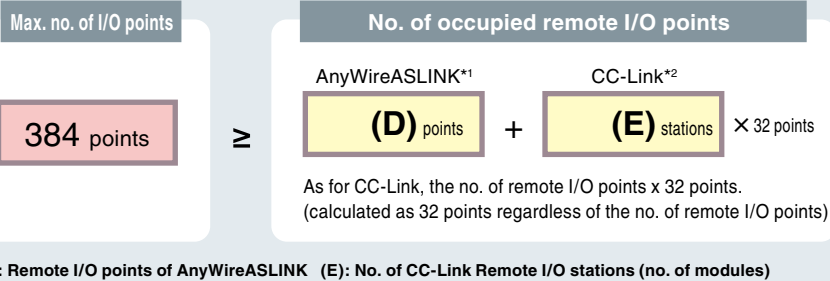 Max. no. of I/O points
No. of occupied remote I/O points
AnyWireASLINK*1
CC-Link*2
384 points
≥
(D) points
+
(E) stations
× 32 points
As for CC-Link, the no. of remote I/O points x 32 points.
(calculated as 32 points regardless of the no. of remote I/O points)
: Remote I/O points of AnyWireASLINK (E): No. of CC-Link Remote I/O stations (no. of modules)